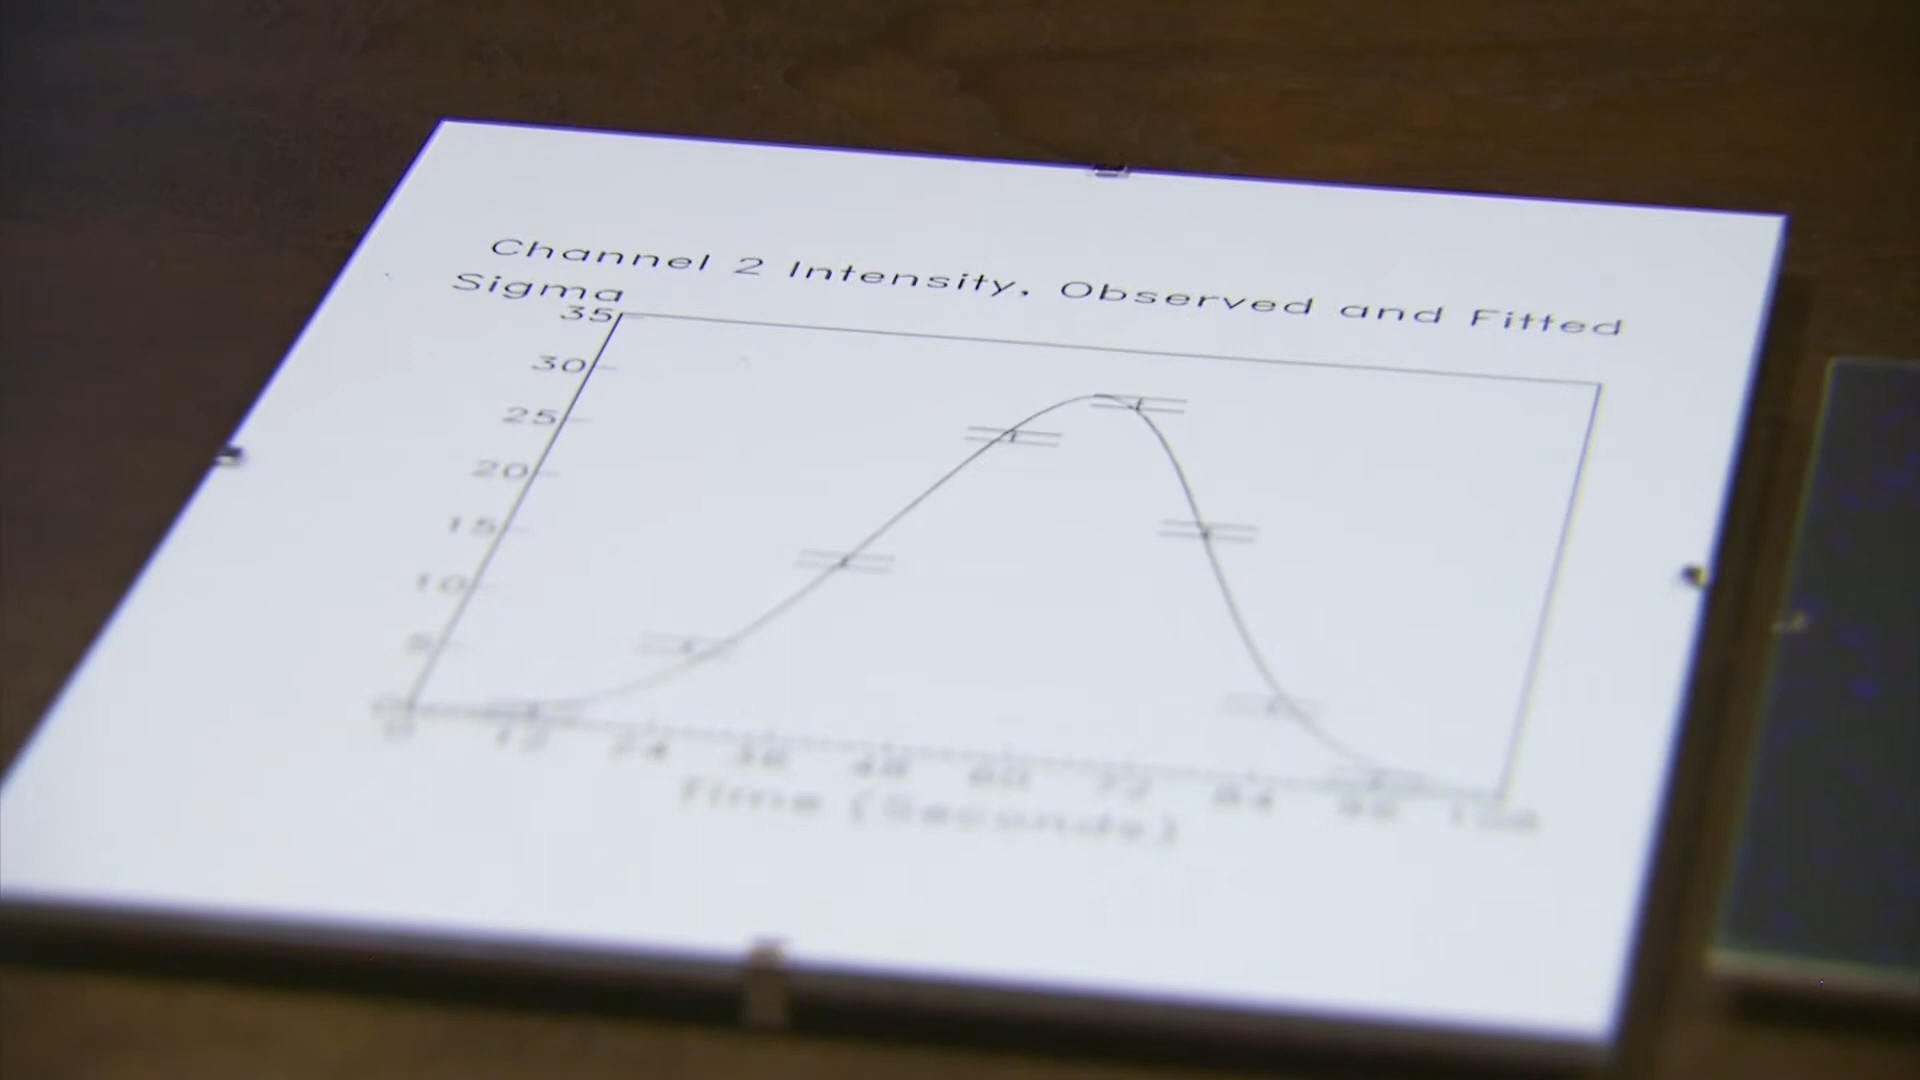 Channel 2 Intensity, Observed and Fitted
Sigma
35
30
25
20
15
10
5
0
0 12 24 36 48 60 72 84 96 108
Time (Seconds)